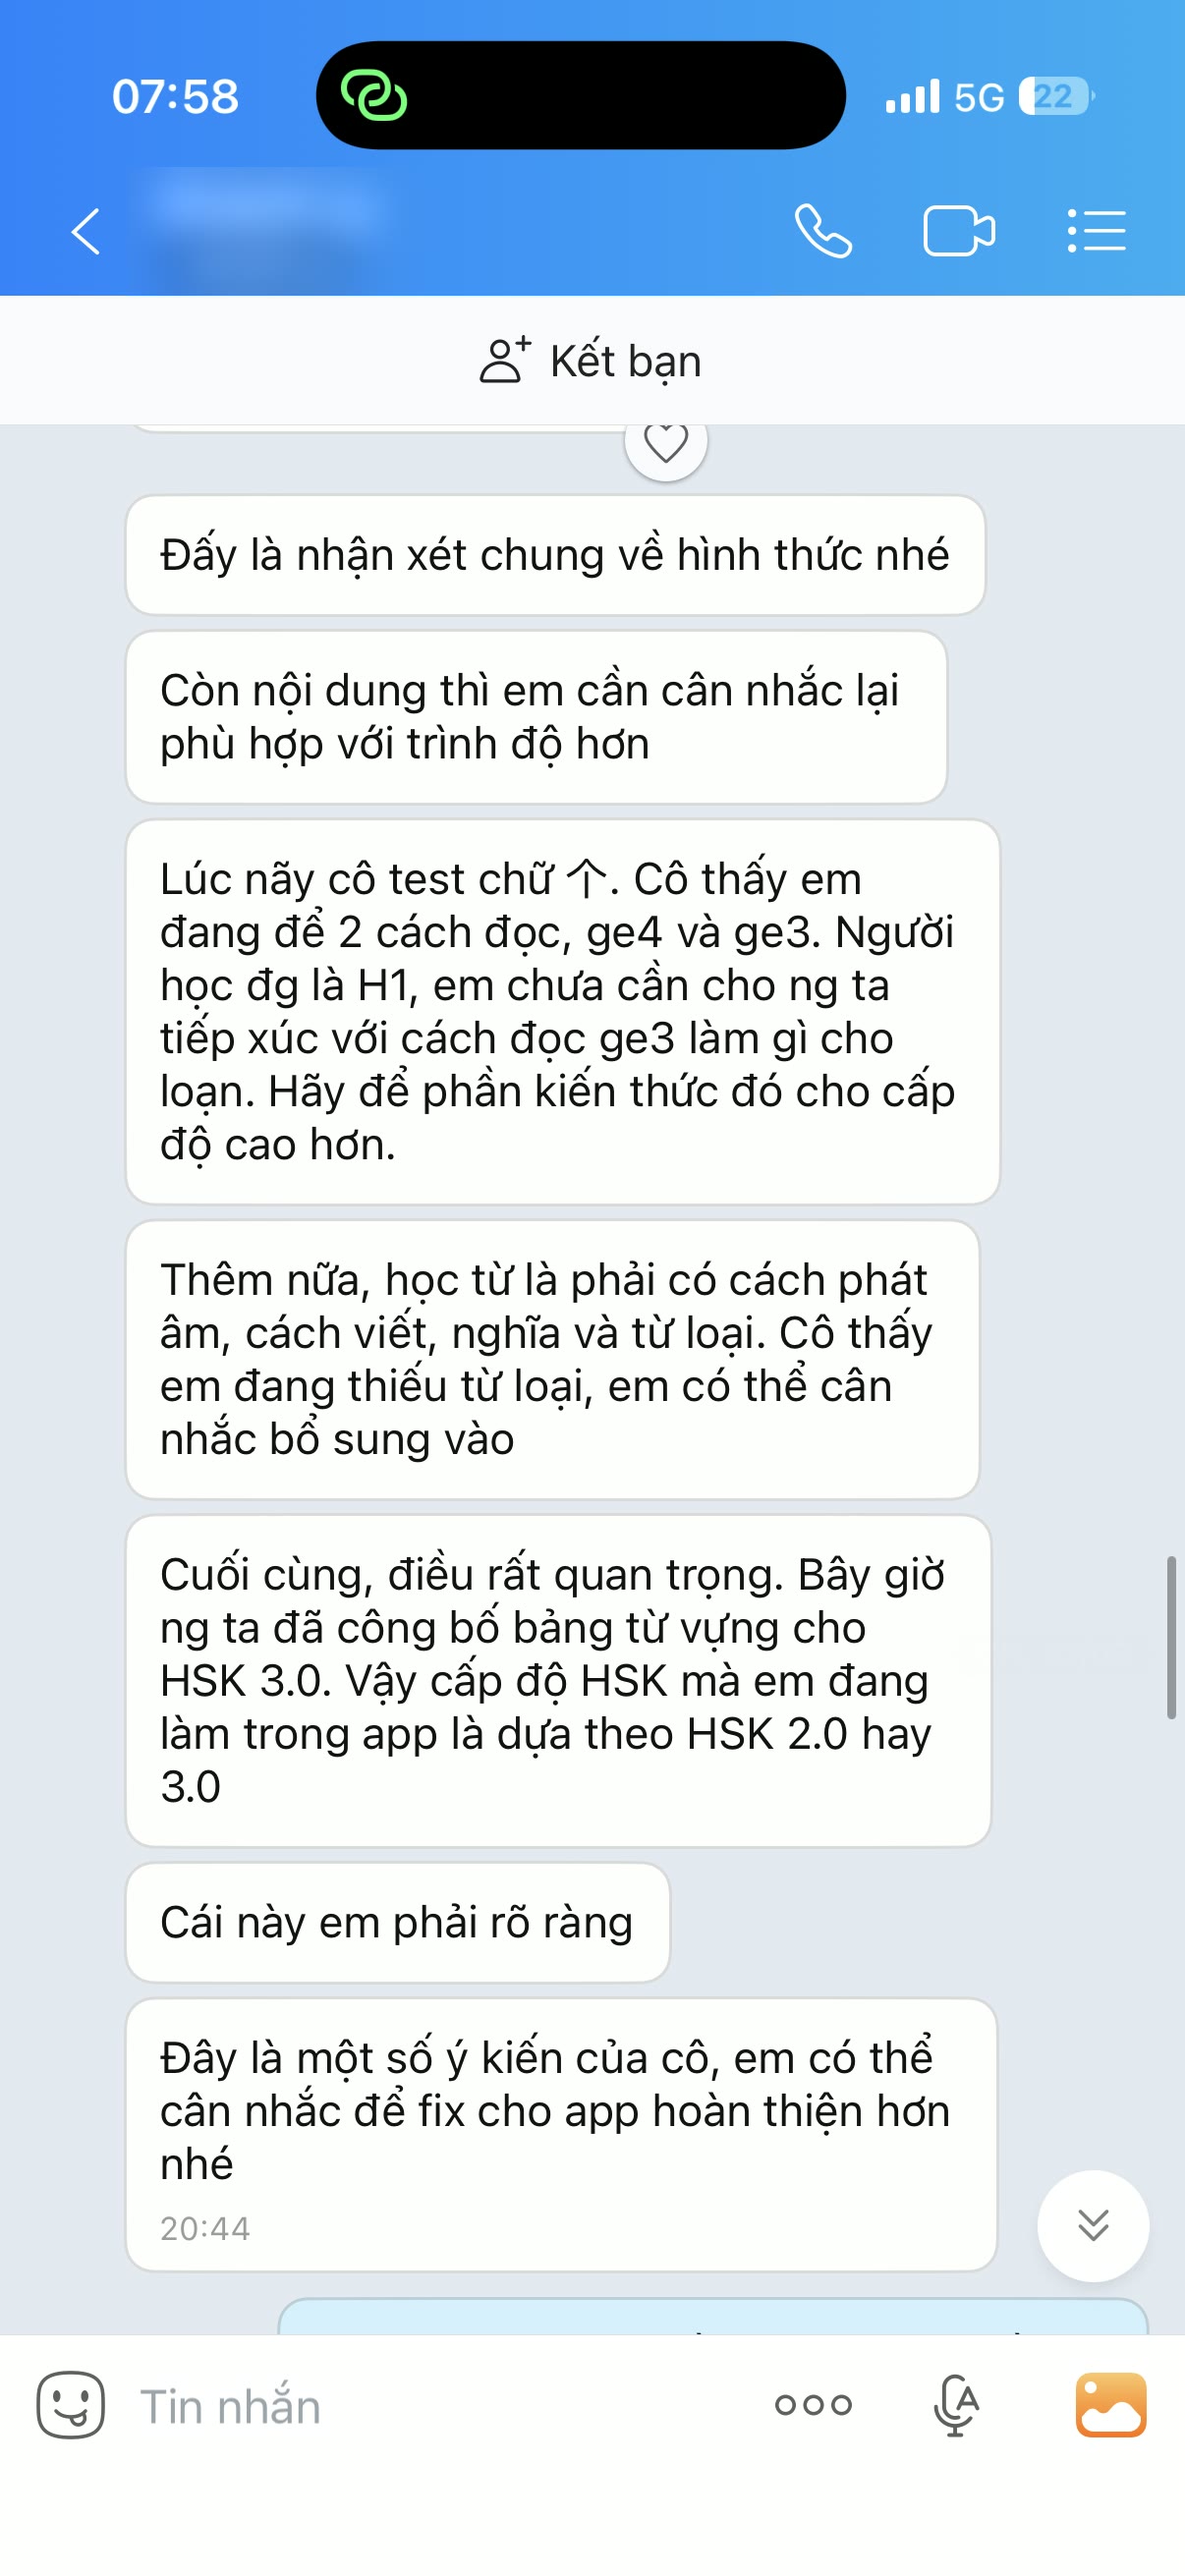 07:58
5G
22
Kết bạn
Đấy là nhận xét chung về hình thức nhé
Còn nội dung thì em cần cân nhắc lại
phù hợp với trình độ hơn
Lúc nãy cô test chữ 个. Cô thấy em
đang để 2 cách đọc, ge4 và ge3. Người
học đg là H1, em chưa cần cho ng ta
tiếp xúc với cách đọc ge3 làm gì cho
loạn. Hãy để phần kiến thức đó cho cấp
độ cao hơn.
Thêm nữa, học từ là phải có cách phát
âm, cách viết, nghĩa và từ loại. Cô thấy
em đang thiếu từ loại, em có thể cân
nhắc bổ sung vào
Cuối cùng, điều rất quan trọng. Bây giờ
ng ta đã công bố bảng từ vựng cho
HSK 3.0. Vậy cấp độ HSK mà em đang
làm trong app là dựa theo HSK 2.0 hay
3.0
Cái này em phải rõ ràng
Đây là một số ý kiến của cô, em có thể
cân nhắc để fix cho app hoàn thiện hơn
nhé
20:44
Tin nhắn